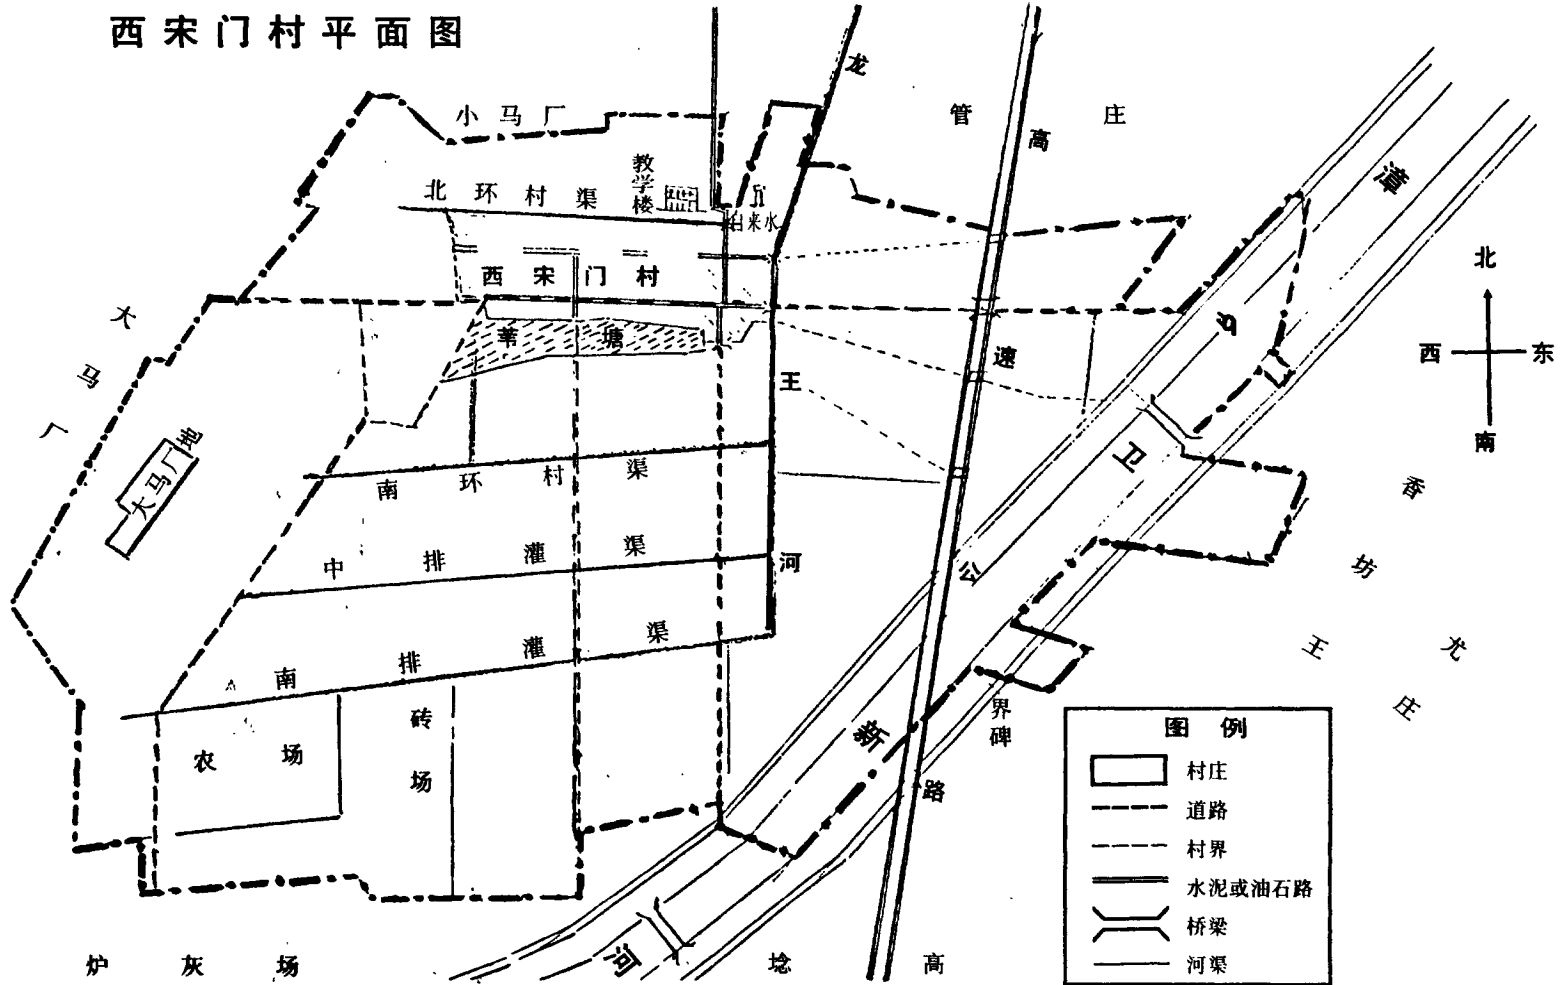 西宋门村平面图
小马厂
管庄
龙王河
高速公路
漳卫新河
教学楼
北环村渠
自来水
西宋门村
苇塘
大马厂
大马厂地
南环村渠
中排灌渠
南排灌渠
农场
砖场
界碑
香坊
王尤庄
炉灰场
埝高
北
西
东
南
图例
村庄
道路
村界
水泥或油石路
桥梁
河渠